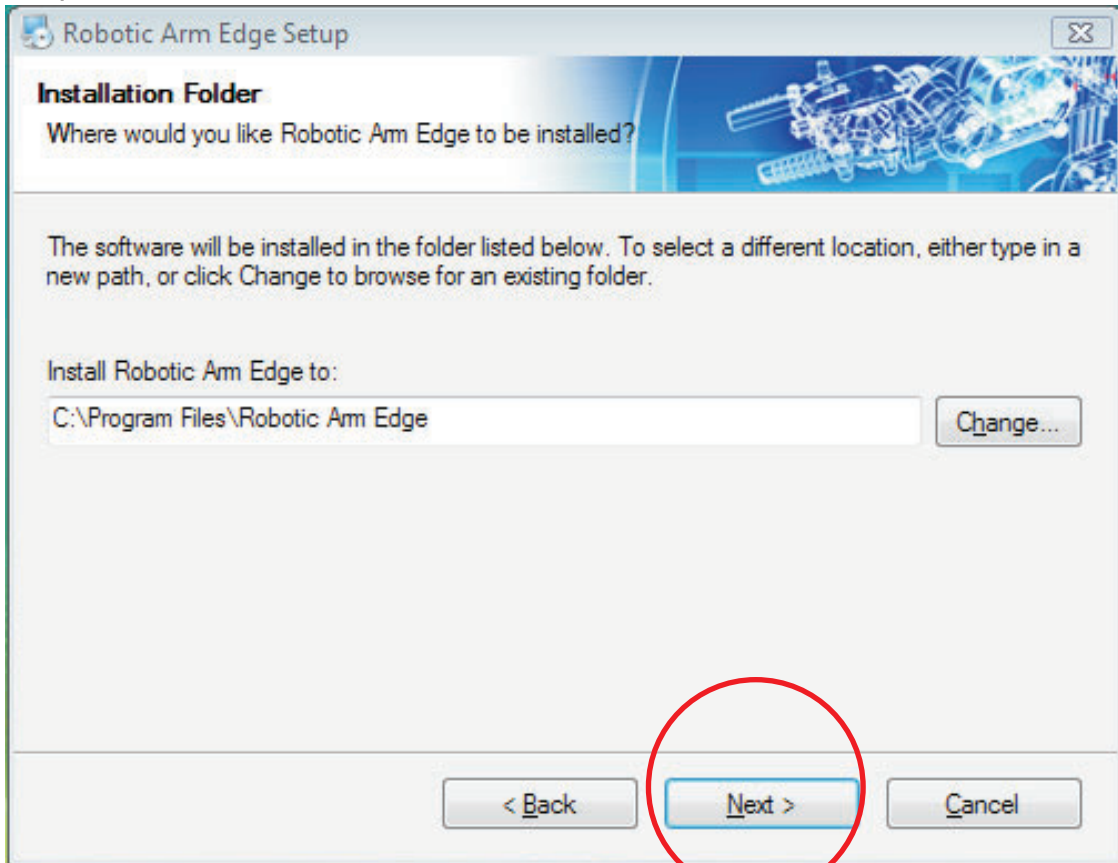 Robotic Arm Edge Setup
Installation Folder
Where would you like Robotic Arm Edge to be installed?
The software will be installed in the folder listed below. To select a different location, either type in a
new path, or click Change to browse for an existing folder.
Install Robotic Arm Edge to:
C:\Program Files\Robotic Arm Edge
Change...
< Back
Next >
Cancel